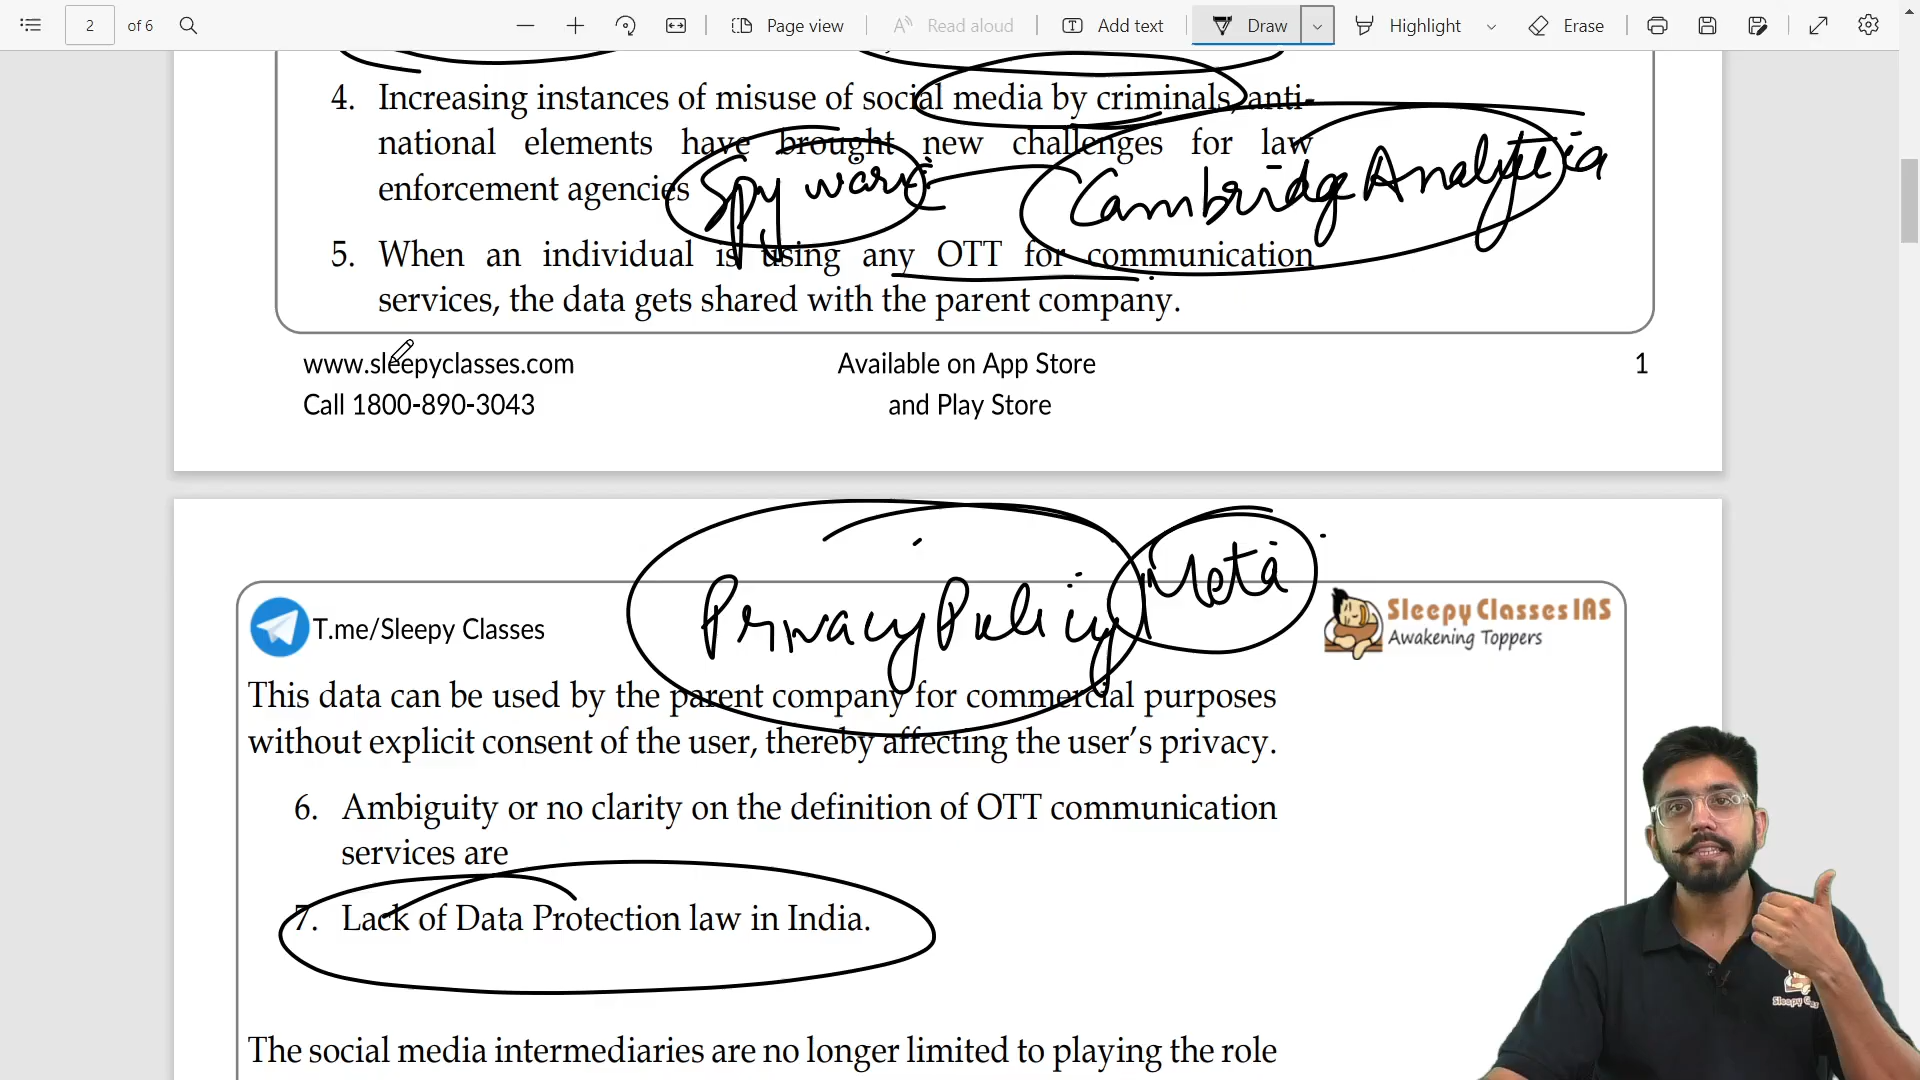 2 of 6 Page view Read aloud Add text Draw Highlight Erase
4. Increasing instances of misuse of social media by criminals, anti-
national elements have brought new challenges for law
enforcement agencies
Spyware
Cambridge Analytica
5. When an individual is using any OTT for communication
services, the data gets shared with the parent company.
www.sleepyclasses.com
Call 1800-890-3043
Available on App Store
and Play Store
1
Privacy Policy
Meta
T.me/Sleepy Classes
Sleepy Classes IAS
Awakening Toppers
This data can be used by the parent company for commercial purposes
without explicit consent of the user, thereby affecting the user’s privacy.
6. Ambiguity or no clarity on the definition of OTT communication
services are
7. Lack of Data Protection law in India.
The social media intermediaries are no longer limited to playing the role